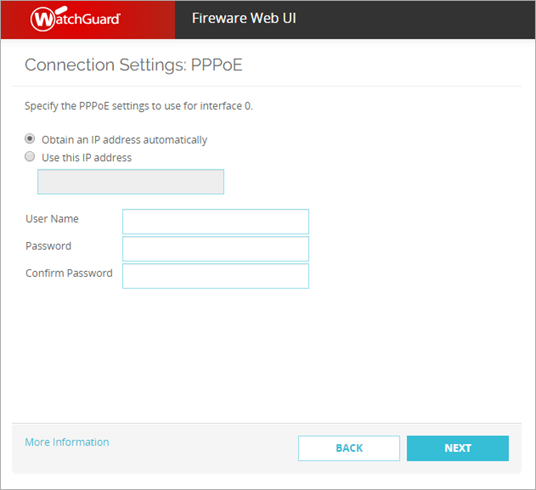 WatchGuard Fireware Web UI
Connection Settings: PPPoE
Specify the PPPoE settings to use for interface 0.
Obtain an IP address automatically
Use this IP address
User Name
Password
Confirm Password
More Information BACK NEXT